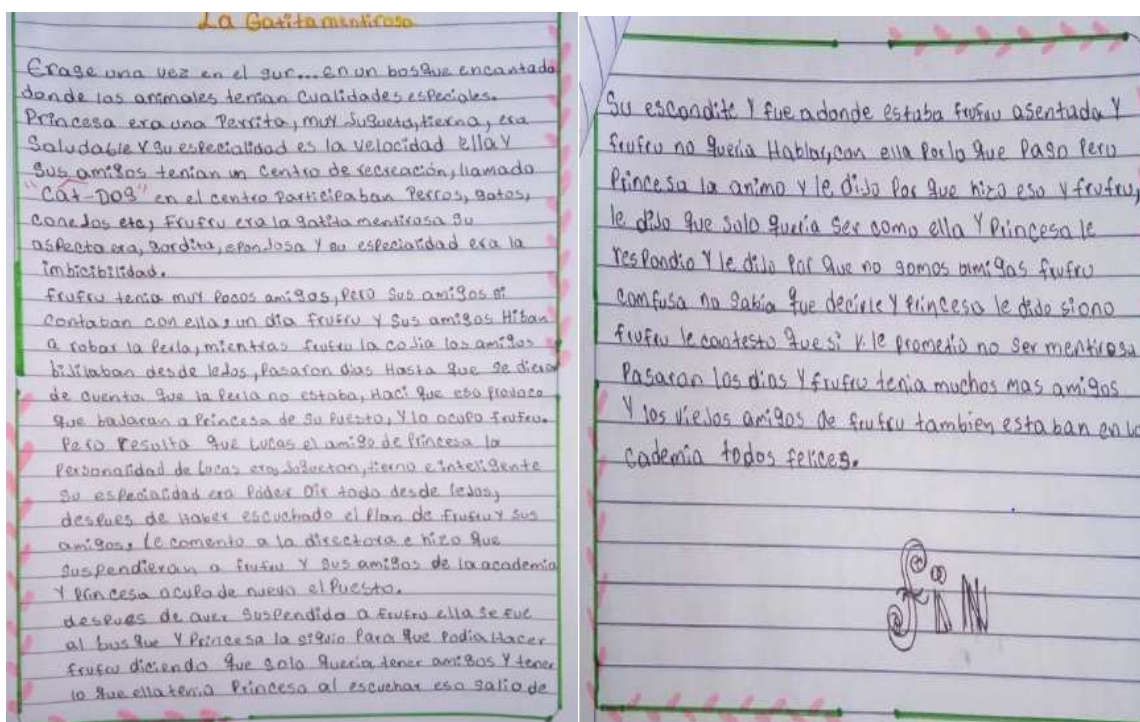 La Gatita mentirosa
Erase una vez en el sur... en un bosque encantado
donde los animales tenian cualidades especiales.
Princesa era una Perrita, muy Jugueta, tierna, era
Saludable Y su especialidad es la velocidad ella Y
Sus amigos tenian un Centro de recreación, llamado
"Cat-Dog" en el centro Participaban Perros, gatos,
conejos etc, Frufru era la gatita mentirosa su
aspecto era, gordita, esponJosa Y su especialidad era la
imbicibilidad.
frufru tenia muy Pocos amigos, Pero Sus amigos si
contaban con ella, un dia frufru Y Sus amigos Hiban
a robar la Perla, mientras frufru la cojia los amigos
bijilaban desde lejos, Pasaron dias Hasta que se dieron
de cuenta que la Perla no estaba, Haci que eso provoco
que bajaran a Princesa de su Puesto, Y lo ocupo frufru.
Pero resulta que Lucas el amigo de Princesa la
Personalidad de Lucas era, Jogueton, tierno e inteligente
su especialidad era Poder Oir todo desde lejos,
despues de Haber escuchado el Plan de frufru Y sus
amigos, Le comento a la directora e hizo que
suspendieran a frufru Y sus amigos de la academia
Y Princesa ocupa de nuevo el Puesto.
despues de aver suspendido a frufru ella se fue
al busque Y Princesa la siguio Para que Podia Hacer
frufru diciendo que solo queria tener amigos Y tener
lo que ella tenia Princesa al escuchar eso salio de
Su escondite Y fue a donde estaba frufru asentada Y
frufru no queria Hablar, con ella Por lo que Paso Pero
Princesa la animo Y le dijo Por que hizo eso Y frufru,
le dijo que solo queria ser como ella Y Princesa le
respondio Y le dijo Por que no somos amigas frufru
comfusa no sabia que decirle Y Princesa le dijo si o no
frufru le contesto que si Y le prometio no ser mentirosa
Pasaron los dias Y frufru tenia muchos mas amigos
Y los viejos amigos de frufru tambien estaban en la
cademia todos felices.
FiN